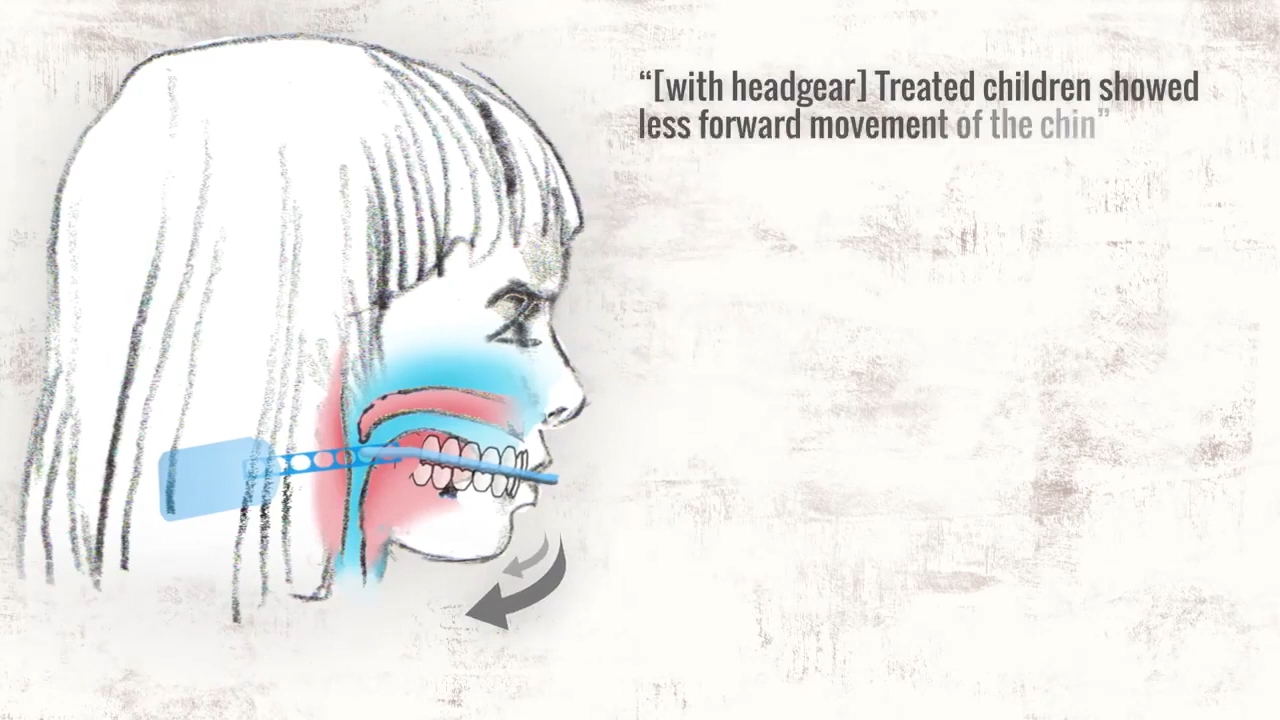 “[with headgear] Treated children showed
less forward movement of the chin”